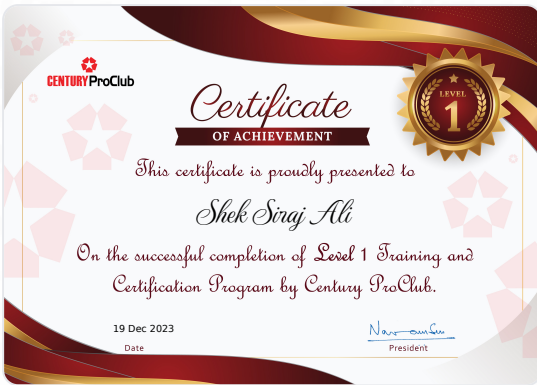 CENTURY ProClub
Certificate
OF ACHIEVEMENT
LEVEL
1
This certificate is proudly presented to
Shek Siraj Ali
On the successful completion of Level 1 Training and
Certification Program by Century ProClub.
19 Dec 2023
Date
President